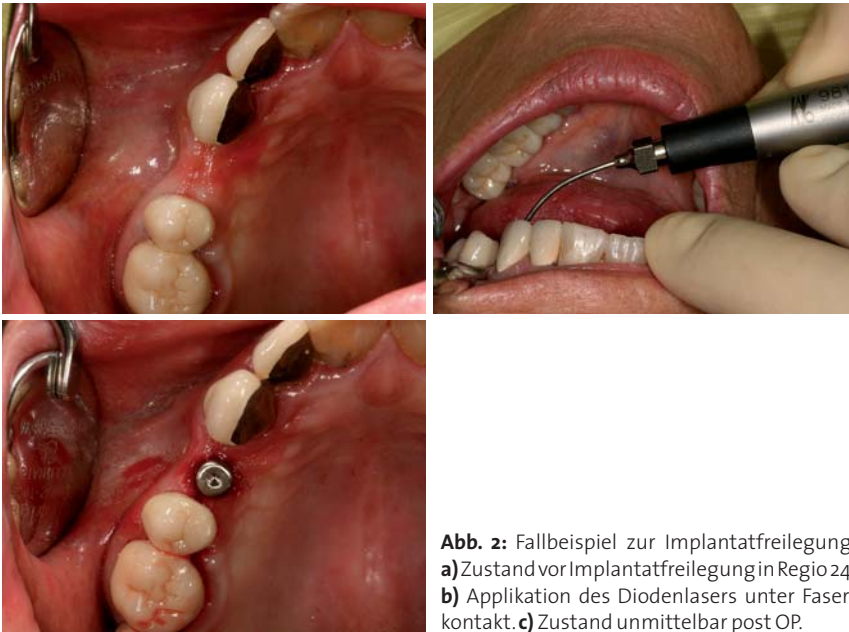 981
Abb. 2: Fallbeispiel zur Implantatfreilegung
a) Zustand vor Implantatfreilegung in Regio 24
b) Applikation des Diodenlasers unter Faser
kontakt. c) Zustand unmittelbar post OP.